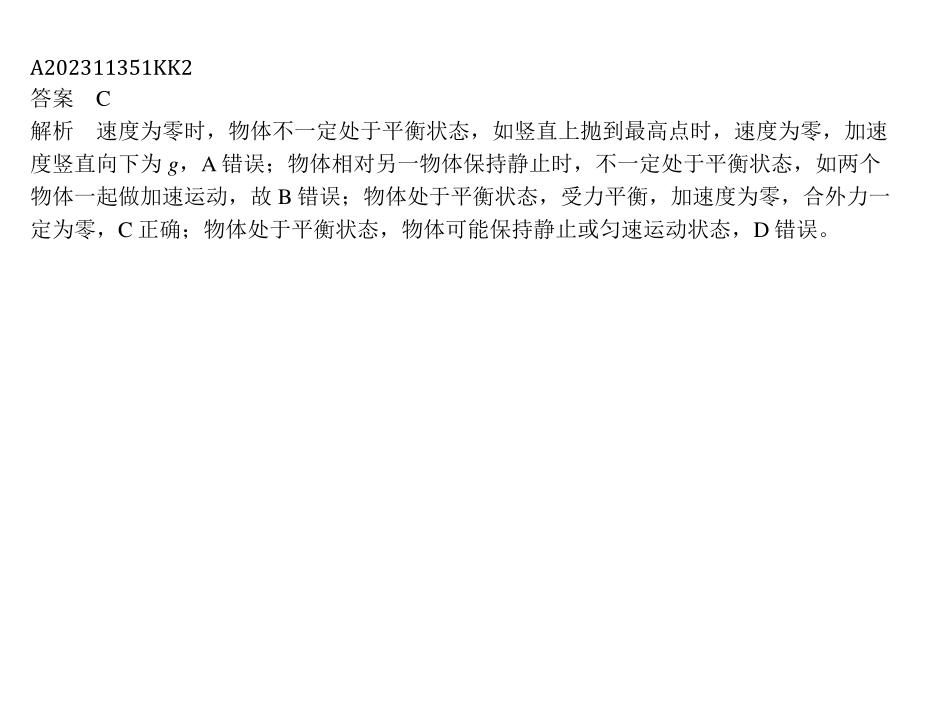 A202311351KK2
答案　C
解析　速度为零时，物体不一定处于平衡状态，如竖直上抛到最高点时，速度为零，加速
度竖直向下为 g，A 错误；物体相对另一物体保持静止时，不一定处于平衡状态，如两个
物体一起做加速运动，故 B 错误；物体处于平衡状态，受力平衡，加速度为零，合外力一
定为零，C 正确；物体处于平衡状态，物体可能保持静止或匀速运动状态，D 错误。